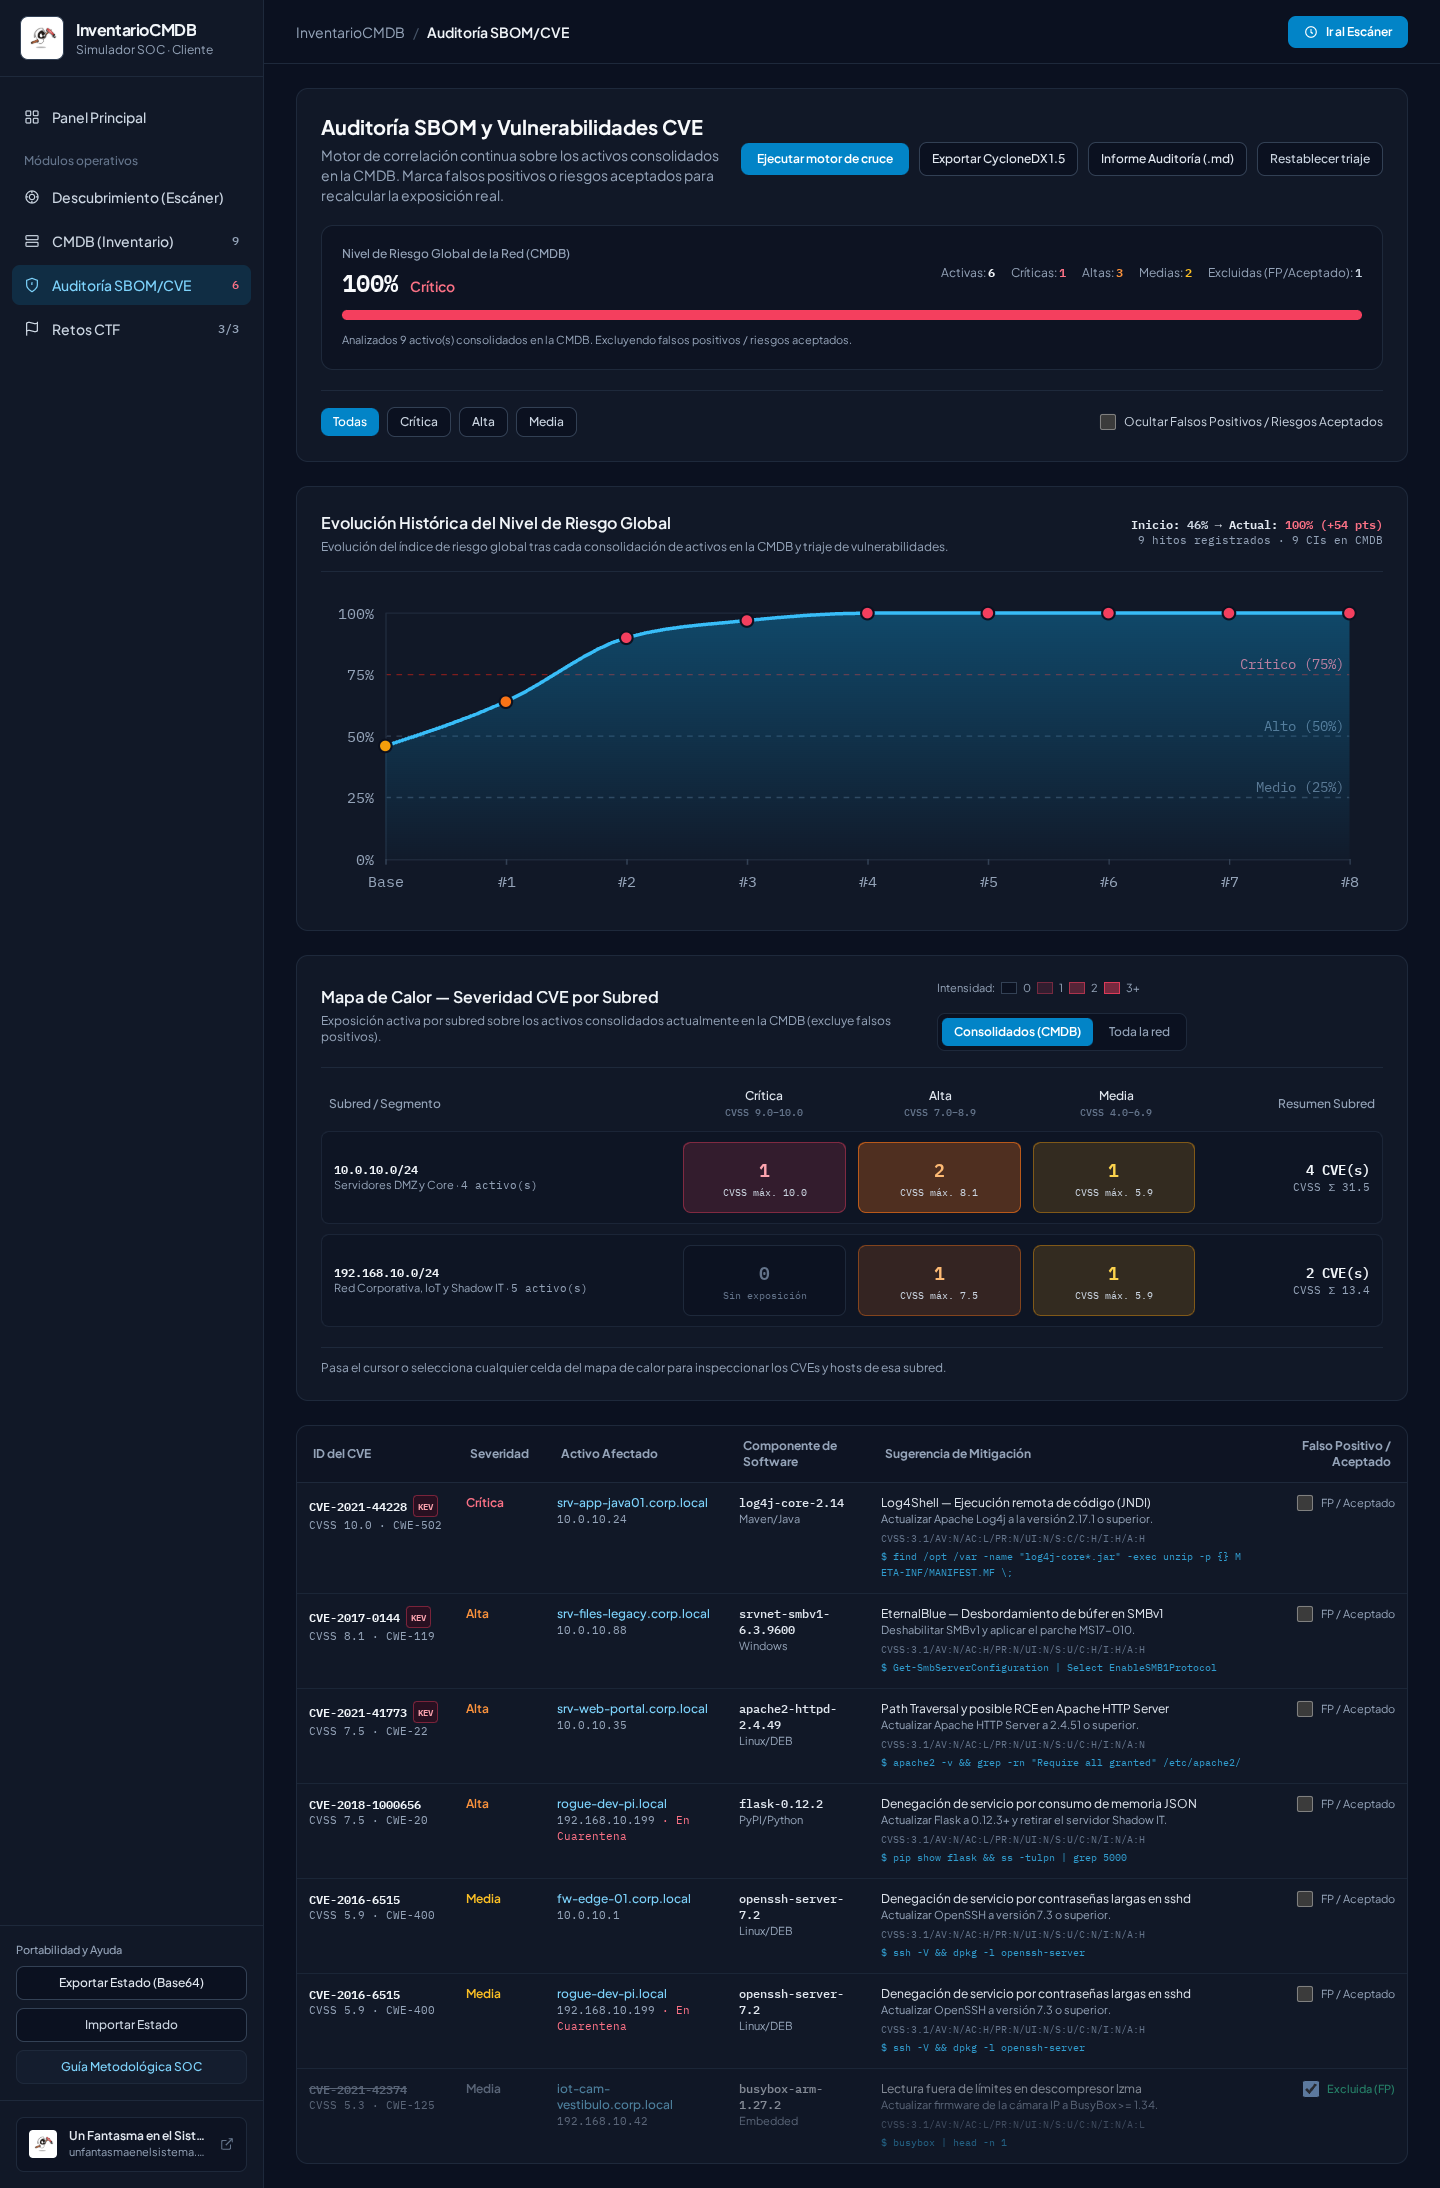 InventarioCMDB
Simulador SOC · Cliente
Panel Principal
Módulos operativos
Descubrimiento (Escáner)
CMDB (Inventario) 9
Auditoría SBOM/CVE 6
Retos CTF 3/3
Portabilidad y Ayuda
Exportar Estado (Base64)
Importar Estado
Guía Metodológica SOC
Un Fantasma en el Sist...
unfantasmaenelsistema....
InventarioCMDB / Auditoría SBOM/CVE
Ir al Escáner
Auditoría SBOM y Vulnerabilidades CVE
Motor de correlación continua sobre los activos consolidados
en la CMDB. Marca falsos positivos o riesgos aceptados para
recalcular la exposición real.
Ejecutar motor de cruce
Exportar CycloneDX 1.5
Informe Auditoría (.md)
Restablecer triaje
Nivel de Riesgo Global de la Red (CMDB)
100% Crítico
Activas: 6 Críticas: 1 Altas: 3 Medias: 2 Excluidas (FP/Aceptado): 1
Analizados 9 activo(s) consolidados en la CMDB. Excluyendo falsos positivos / riesgos aceptados.
Todas Crítica Alta Media
Ocultar Falsos Positivos / Riesgos Aceptados
Evolución Histórica del Nivel de Riesgo Global
Evolución del índice de riesgo global tras cada consolidación de activos en la CMDB y triaje de vulnerabilidades.
Inicio: 46% → Actual: 100% (+54 pts)
9 hitos registrados · 9 CIs en CMDB
100%
75%
50%
25%
0%
Crítico (75%)
Alto (50%)
Medio (25%)
Base #1 #2 #3 #4 #5 #6 #7 #8
Mapa de Calor — Severidad CVE por Subred
Exposición activa por subred sobre los activos consolidados actualmente en la CMDB (excluye falsos
positivos).
Intensidad: 0 1 2 3+
Consolidados (CMDB) Toda la red
Subred / Segmento
Crítica
CVSS 9.0–10.0
Alta
CVSS 7.0–8.9
Media
CVSS 4.0–6.9
Resumen Subred
10.0.10.0/24
Servidores DMZ y Core · 4 activo(s)
1
CVSS máx. 10.0
2
CVSS máx. 8.1
1
CVSS máx. 5.9
4 CVE(s)
CVSS Σ 31.5
192.168.10.0/24
Red Corporativa, IoT y Shadow IT · 5 activo(s)
0
Sin exposición
1
CVSS máx. 7.5
1
CVSS máx. 5.9
2 CVE(s)
CVSS Σ 13.4
Pasa el cursor o selecciona cualquier celda del mapa de calor para inspeccionar los CVEs y hosts de esa subred.
ID del CVE
Severidad
Activo Afectado
Componente de
Software
Sugerencia de Mitigación
Falso Positivo /
Aceptado
CVE-2021-44228 KEV
CVSS 10.0 · CWE-502
Crítica
srv-app-java01.corp.local
10.0.10.24
log4j-core-2.14
Maven/Java
Log4Shell — Ejecución remota de código (JNDI)
Actualizar Apache Log4j a la versión 2.17.1 o superior.
CVSS:3.1/AV:N/AC:L/PR:N/UI:N/S:C/C:H/I:H/A:H
$ find /opt /var -name "log4j-core*.jar" -exec unzip -p {} M
ETA-INF/MANIFEST.MF \;
FP / Aceptado
CVE-2017-0144 KEV
CVSS 8.1 · CWE-119
Alta
srv-files-legacy.corp.local
10.0.10.88
srvnet-smbv1-
6.3.9600
Windows
EternalBlue — Desbordamiento de búfer en SMBv1
Deshabilitar SMBv1 y aplicar el parche MS17-010.
CVSS:3.1/AV:N/AC:H/PR:N/UI:N/S:U/C:H/I:H/A:H
$ Get-SmbServerConfiguration | Select EnableSMB1Protocol
FP / Aceptado
CVE-2021-41773 KEV
CVSS 7.5 · CWE-22
Alta
srv-web-portal.corp.local
10.0.10.35
apache2-httpd-
2.4.49
Linux/DEB
Path Traversal y posible RCE en Apache HTTP Server
Actualizar Apache HTTP Server a 2.4.51 o superior.
CVSS:3.1/AV:N/AC:L/PR:N/UI:N/S:U/C:H/I:N/A:N
$ apache2 -v && grep -rn "Require all granted" /etc/apache2/
FP / Aceptado
CVE-2018-1000656
CVSS 7.5 · CWE-20
Alta
rogue-dev-pi.local
192.168.10.199 · En
Cuarentena
flask-0.12.2
PyPI/Python
Denegación de servicio por consumo de memoria JSON
Actualizar Flask a 0.12.3+ y retirar el servidor Shadow IT.
CVSS:3.1/AV:N/AC:L/PR:N/UI:N/S:U/C:N/I:N/A:H
$ pip show flask && ss -tulpn | grep 5000
FP / Aceptado
CVE-2016-6515
CVSS 5.9 · CWE-400
Media
fw-edge-01.corp.local
10.0.10.1
openssh-server-
7.2
Linux/DEB
Denegación de servicio por contraseñas largas en sshd
Actualizar OpenSSH a versión 7.3 o superior.
CVSS:3.1/AV:N/AC:H/PR:N/UI:N/S:U/C:N/I:N/A:H
$ ssh -V && dpkg -l openssh-server
FP / Aceptado
CVE-2016-6515
CVSS 5.9 · CWE-400
Media
rogue-dev-pi.local
192.168.10.199 · En
Cuarentena
openssh-server-
7.2
Linux/DEB
Denegación de servicio por contraseñas largas en sshd
Actualizar OpenSSH a versión 7.3 o superior.
CVSS:3.1/AV:N/AC:H/PR:N/UI:N/S:U/C:N/I:N/A:H
$ ssh -V && dpkg -l openssh-server
FP / Aceptado
CVE-2021-42374
CVSS 5.3 · CWE-125
Media
iot-cam-
vestibulo.corp.local
192.168.10.42
busybox-arm-
1.27.2
Embedded
Lectura fuera de límites en descompresor lzma
Actualizar firmware de la cámara IP a BusyBox >= 1.34.
CVSS:3.1/AV:N/AC:L/PR:N/UI:N/S:U/C:N/I:N/A:L
$ busybox | head -n 1
Excluida (FP)